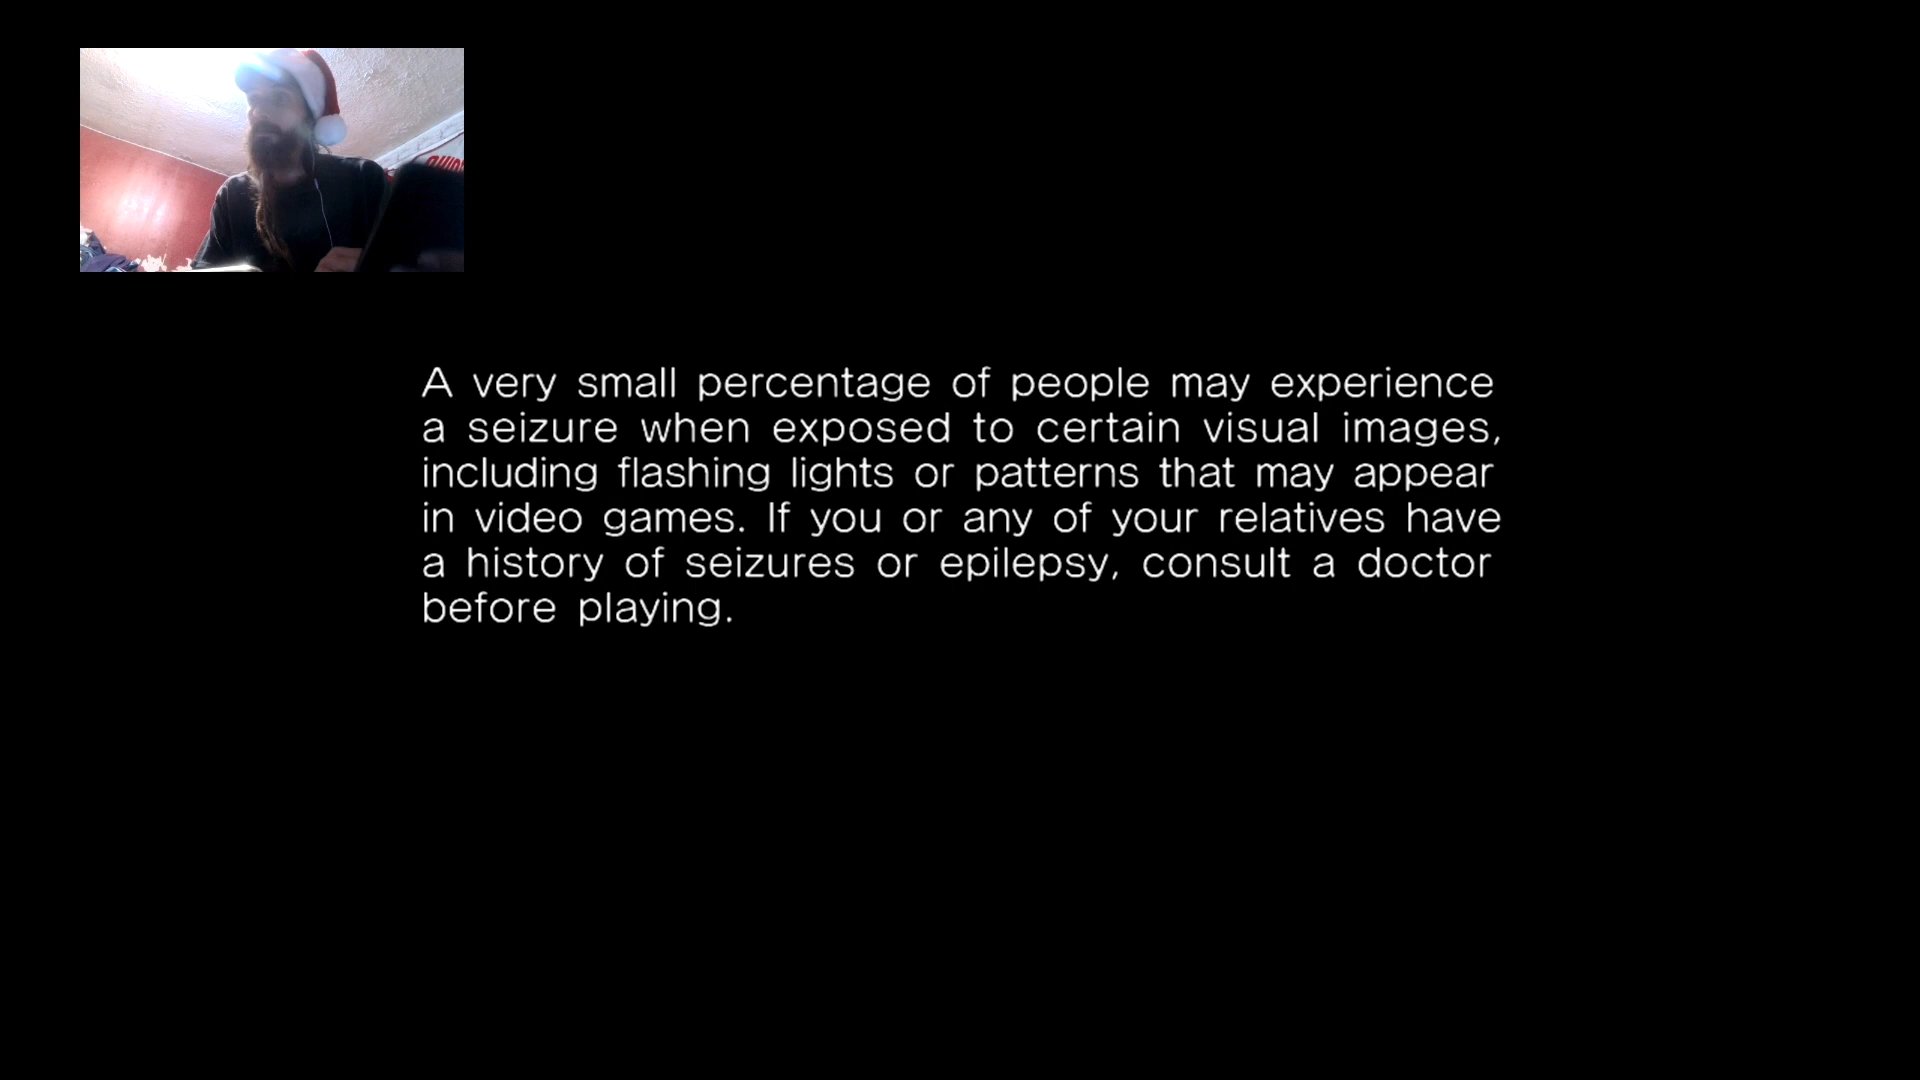 A very small percentage of people may experience
a seizure when exposed to certain visual images,
including flashing lights or patterns that may appear
in video games. If you or any of your relatives have
a history of seizures or epilepsy, consult a doctor
before playing.